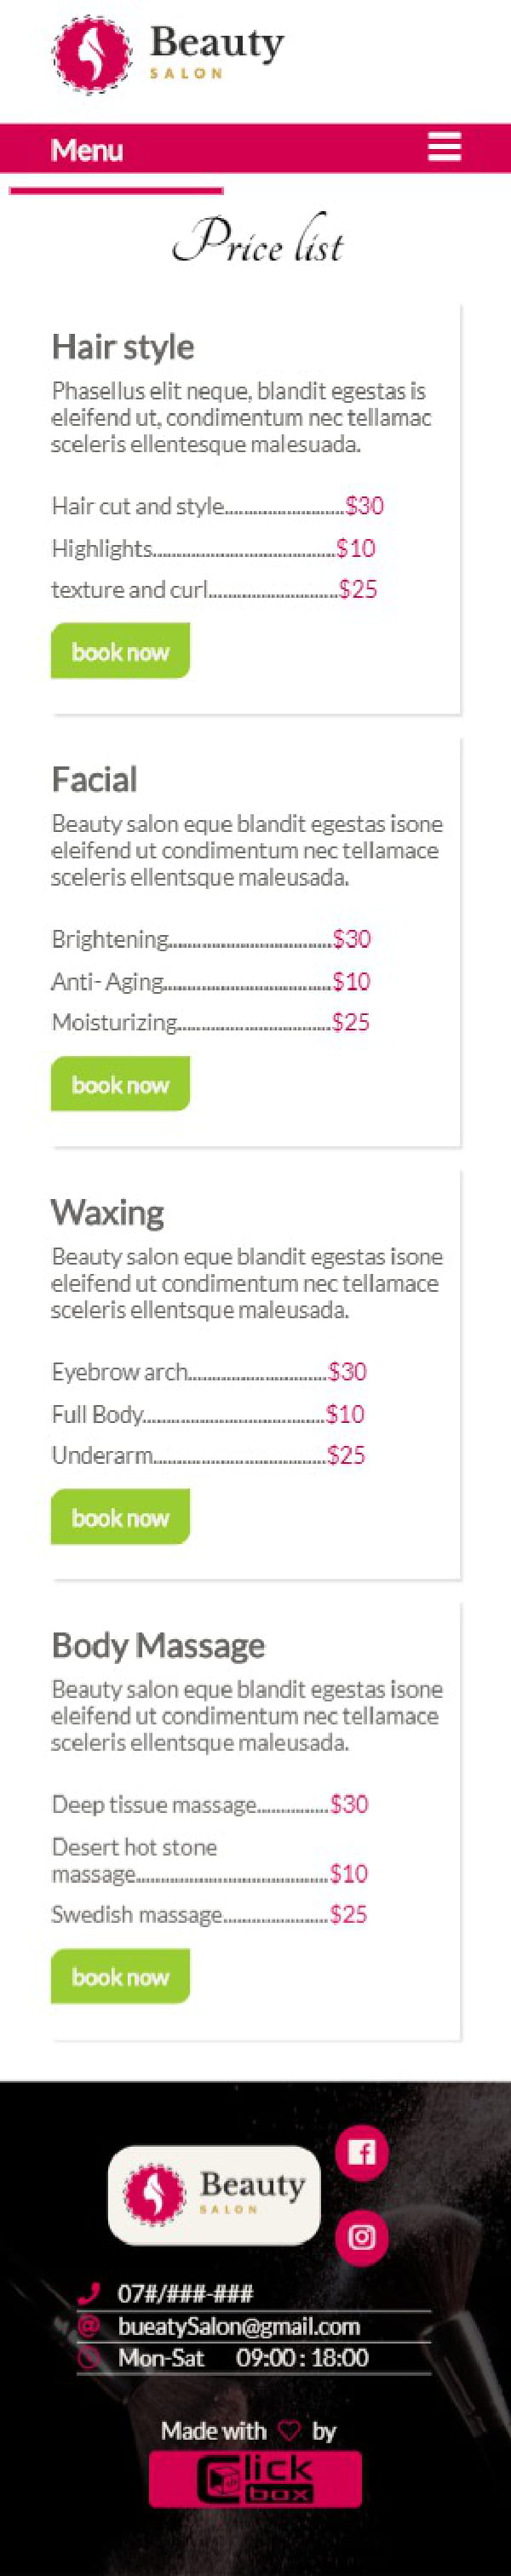 Beauty
SALON
Menu
Price list
Hair style
Phasellus elit neque, blandit egestas is
eleifend ut, condimentum nec tellamac
sceleris ellentesque malesuada.
Hair cut and style.........................$30
Highlights......................................$10
texture and curl...........................$25
book now
Facial
Beauty salon eque blandit egestas isone
eleifend ut condimentum nec tellamace
sceleris ellentsque maleusada.
Brightening..................................$30
Anti- Aging...................................$10
Moisturizing................................$25
book now
Waxing
Beauty salon eque blandit egestas isone
eleifend ut condimentum nec tellamace
sceleris ellentsque maleusada.
Eyebrow arch.............................$30
Full Body......................................$10
Underarm....................................$25
book now
Body Massage
Beauty salon eque blandit egestas isone
eleifend ut condimentum nec tellamace
sceleris ellentsque maleusada.
Deep tissue massage...............$30
Desert hot stone
massage........................................$10
Swedish massage......................$25
book now
Beauty
SALON
07#/###-###
bueatySalon@gmail.com
Mon-Sat 09:00 : 18:00
Made with ♡ by
Click
box